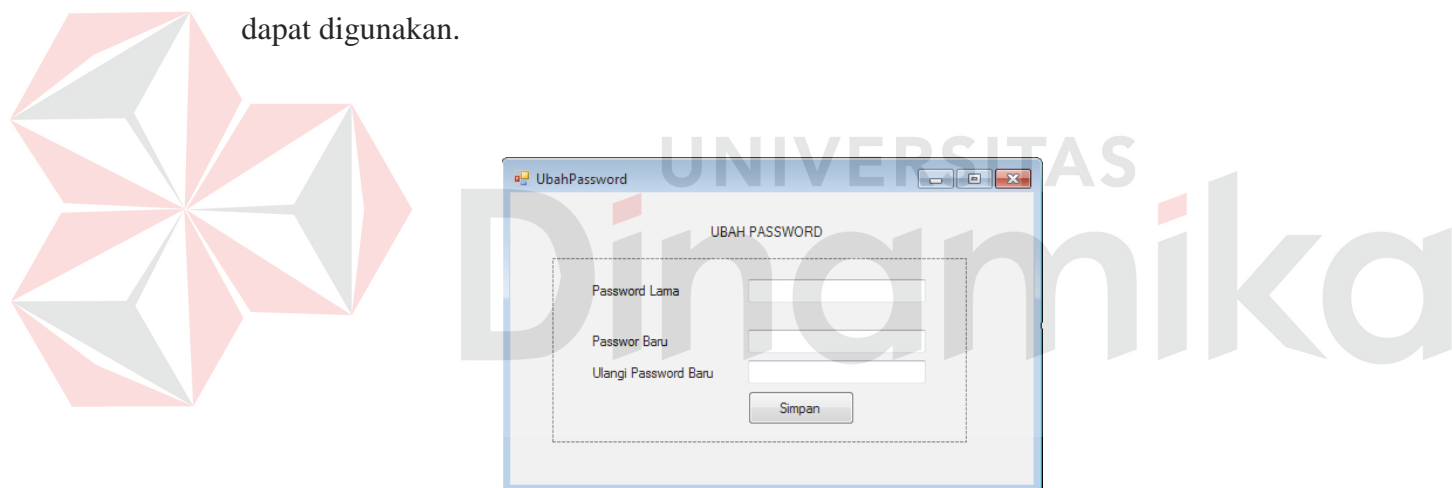 dapat digunakan.
UNIVERSITAS
Dinamika
UbahPassword
UBAH PASSWORD
Password Lama
Passwor Baru
Ulangi Password Baru
Simpan